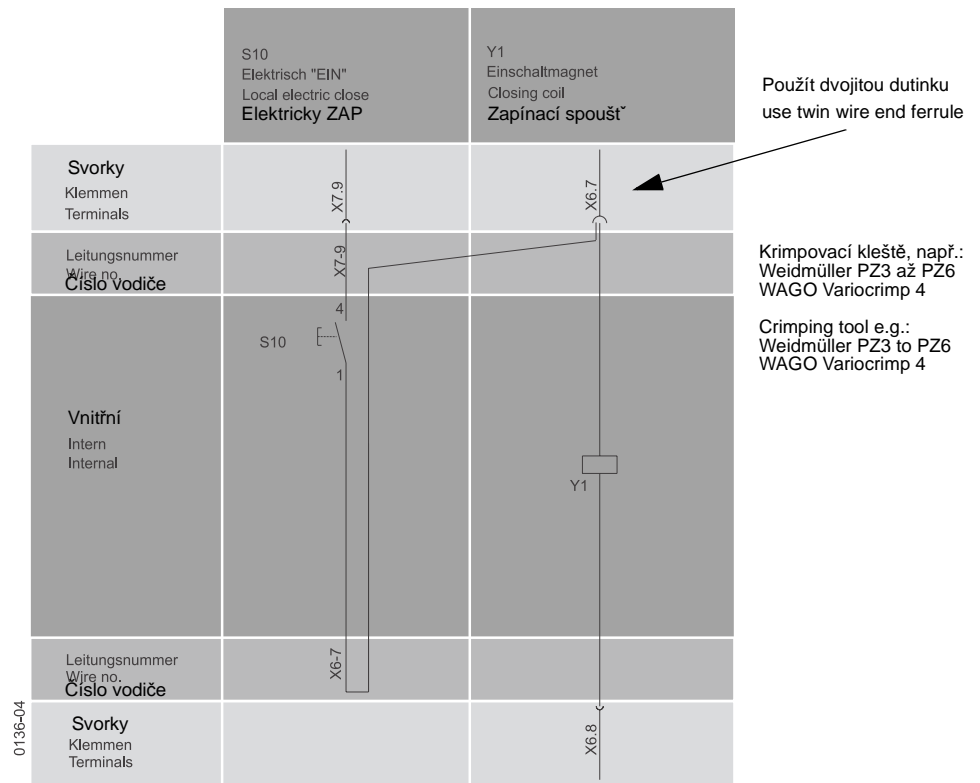 S10
Elektrisch "EIN"
Local electric close
Elektricky ZAP
Y1
Einschaltmagnet
Closing coil
Zapínací spoušť
Použít dvojitou dutinku
use twin wire end ferrule
Svorky
Klemmen
Terminals
X7.9
X6.7
Leitungsnummer
Wire no.
Číslo vodiče
X7-9
Krimpovací kleště, např.:
Weidmüller PZ3 až PZ6
WAGO Variocrimp 4
Crimping tool e.g.:
Weidmüller PZ3 to PZ6
WAGO Variocrimp 4
4
S10
1
Vnitřní
Intern
Internal
Y1
Leitungsnummer
Wire no.
Číslo vodiče
X6-7
Svorky
Klemmen
Terminals
X6.8
0136-04